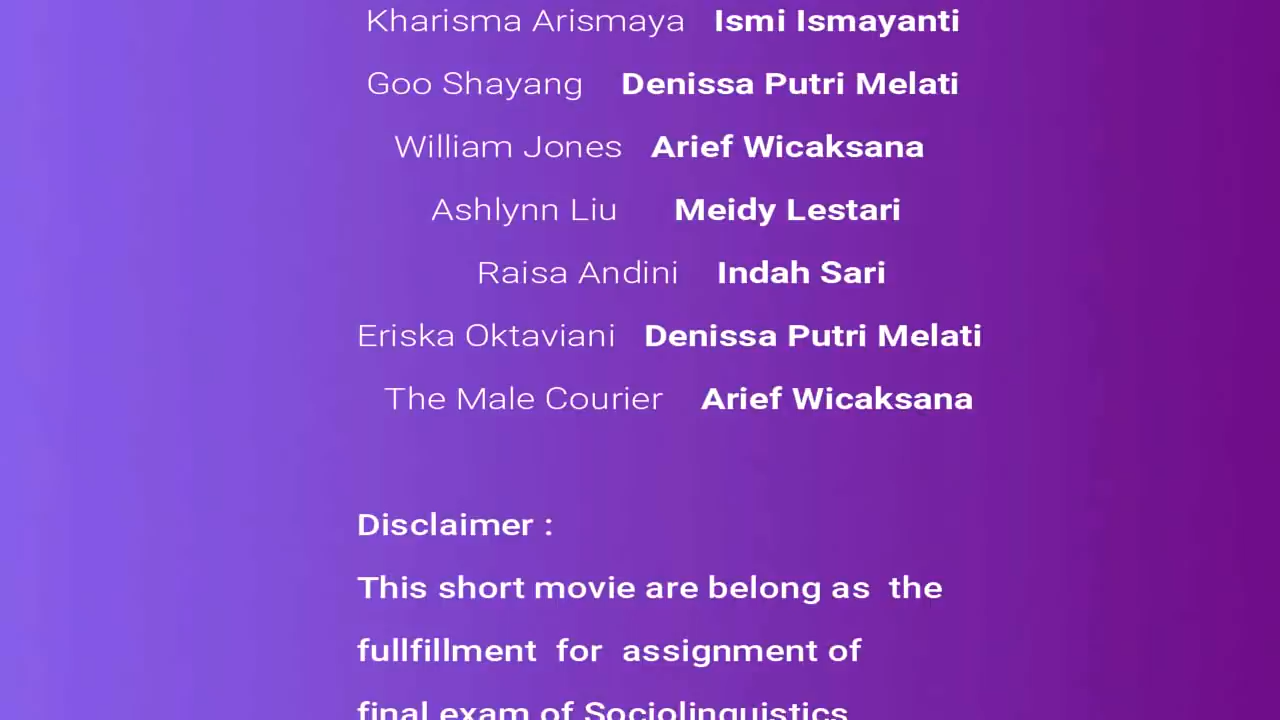 Kharisma Arismaya Ismi Ismayanti
Goo Shayang Denissa Putri Melati
William Jones Arief Wicaksana
Ashlynn Liu Meidy Lestari
Raisa Andini Indah Sari
Eriska Oktaviani Denissa Putri Melati
The Male Courier Arief Wicaksana
Disclaimer :
This short movie are belong as the
fullfillment for assignment of
final exam of Sociolinguistics